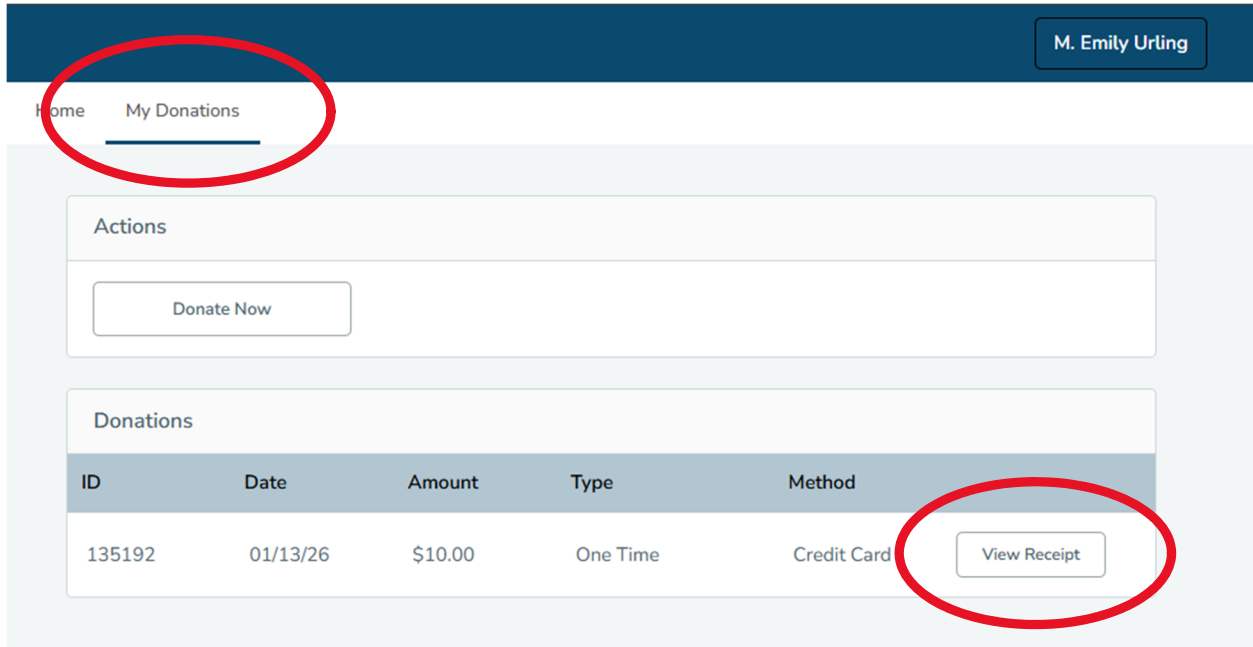 M. Emily Urling
Home My Donations
Actions
Donate Now
Donations
ID Date Amount Type Method
135192 01/13/26 $10.00 One Time Credit Card View Receipt